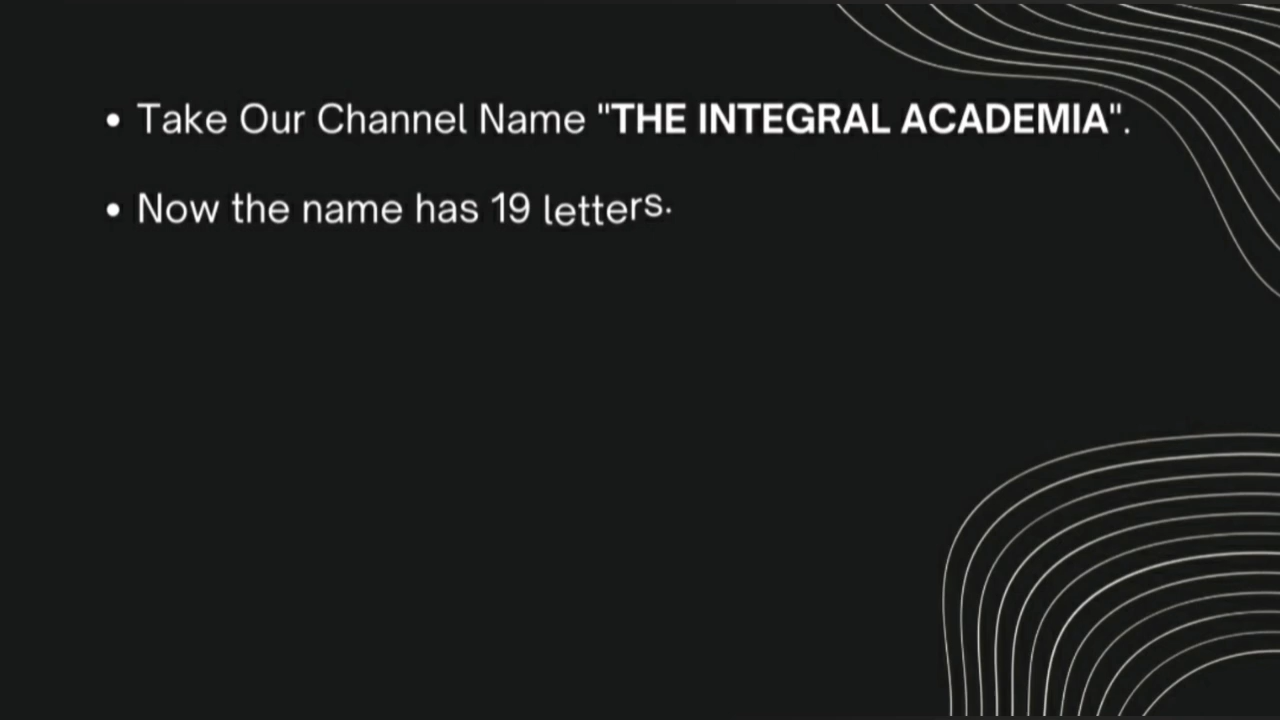 • Take Our Channel Name "THE INTEGRAL ACADEMIA".
• Now the name has 19 letters.